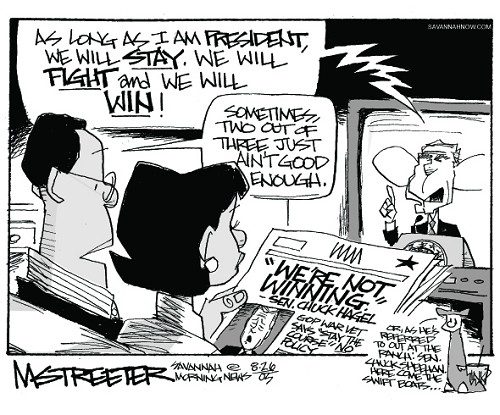 SAVANNAHNOW.COM
AS LONG AS I AM PRESIDENT,
WE WILL STAY. WE WILL
FIGHT and WE WILL
WIN!
SOMETIMES,
TWO OUT OF
THREE JUST
AIN'T GOOD
ENOUGH.
"WE'RE NOT
WINNING."
- SEN. CHUCK HAGEL
GOP WAR VET
SAYS 'STAY THE
COURSE' NO
POLICY
OR, AS HE'S
REFERRED
TO OUT AT THE
RANCH: SEN.
CHUCK SHEEHAN.
HERE COME THE
SWIFT BOATS...
M STREETER
SAVANNAH
MORNING NEWS
©
8·26
05